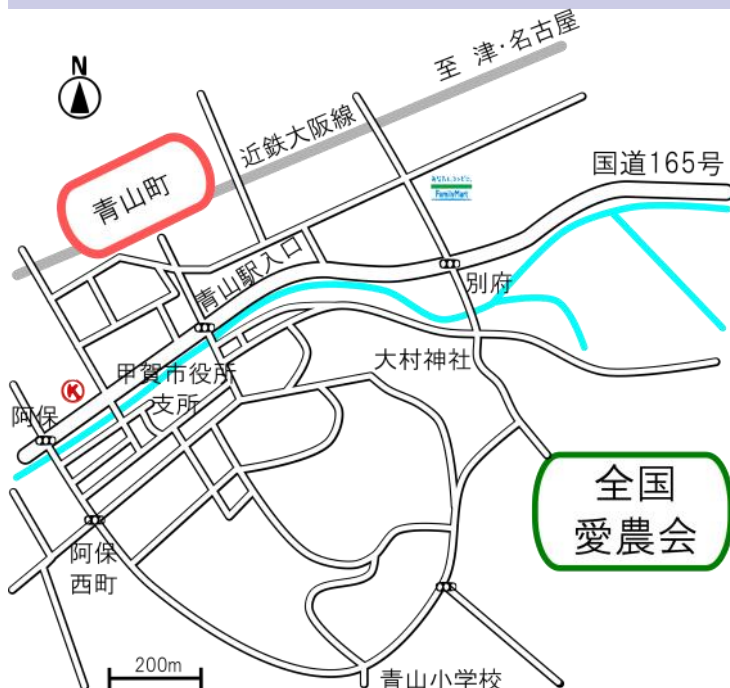 至 津・名古屋
N
近鉄大阪線
国道165号
青山町
FamilyMart
青山駅入口
別府
大村神社
甲賀市役所
支所
K
阿保
全国
愛農会
阿保
西町
200m
青山小学校